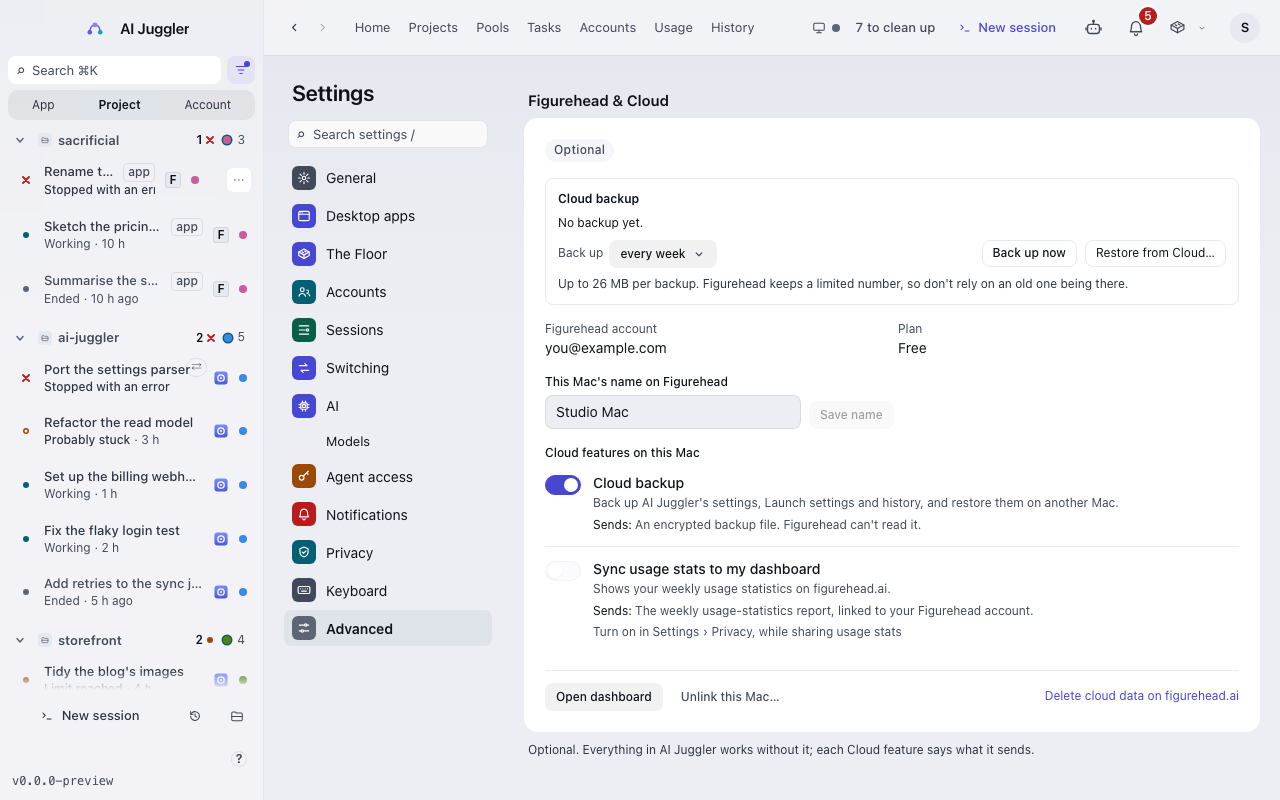 AI Juggler
Search ⌘K
App Project Account
sacrificial 1 3
Rename t... app F
Stopped with an err
Sketch the pricin... app F
Working · 10 h
Summarise the s... app F
Ended · 10 h ago
ai-juggler 2 5
Port the settings parser
Stopped with an error
Refactor the read model
Probably stuck · 3 h
Set up the billing webh...
Working · 1 h
Fix the flaky login test
Working · 2 h
Add retries to the sync j...
Ended · 5 h ago
storefront 2 4
Tidy the blog's images
New session
?
v0.0.0-preview
Home Projects Pools Tasks Accounts Usage History
7 to clean up
New session
5
S
Settings
Search settings /
General
Desktop apps
The Floor
Accounts
Sessions
Switching
AI
Models
Agent access
Notifications
Privacy
Keyboard
Advanced
Figurehead & Cloud
Optional
Cloud backup
No backup yet.
Back up every week Back up now Restore from Cloud...
Up to 26 MB per backup. Figurehead keeps a limited number, so don't rely on an old one being there.
Figurehead account Plan
you@example.com Free
This Mac's name on Figurehead
Studio Mac Save name
Cloud features on this Mac
Cloud backup
Back up AI Juggler's settings, Launch settings and history, and restore them on another Mac.
Sends: An encrypted backup file. Figurehead can't read it.
Sync usage stats to my dashboard
Shows your weekly usage statistics on figurehead.ai.
Sends: The weekly usage-statistics report, linked to your Figurehead account.
Turn on in Settings › Privacy, while sharing usage stats
Open dashboard Unlink this Mac... Delete cloud data on figurehead.ai
Optional. Everything in AI Juggler works without it; each Cloud feature says what it sends.